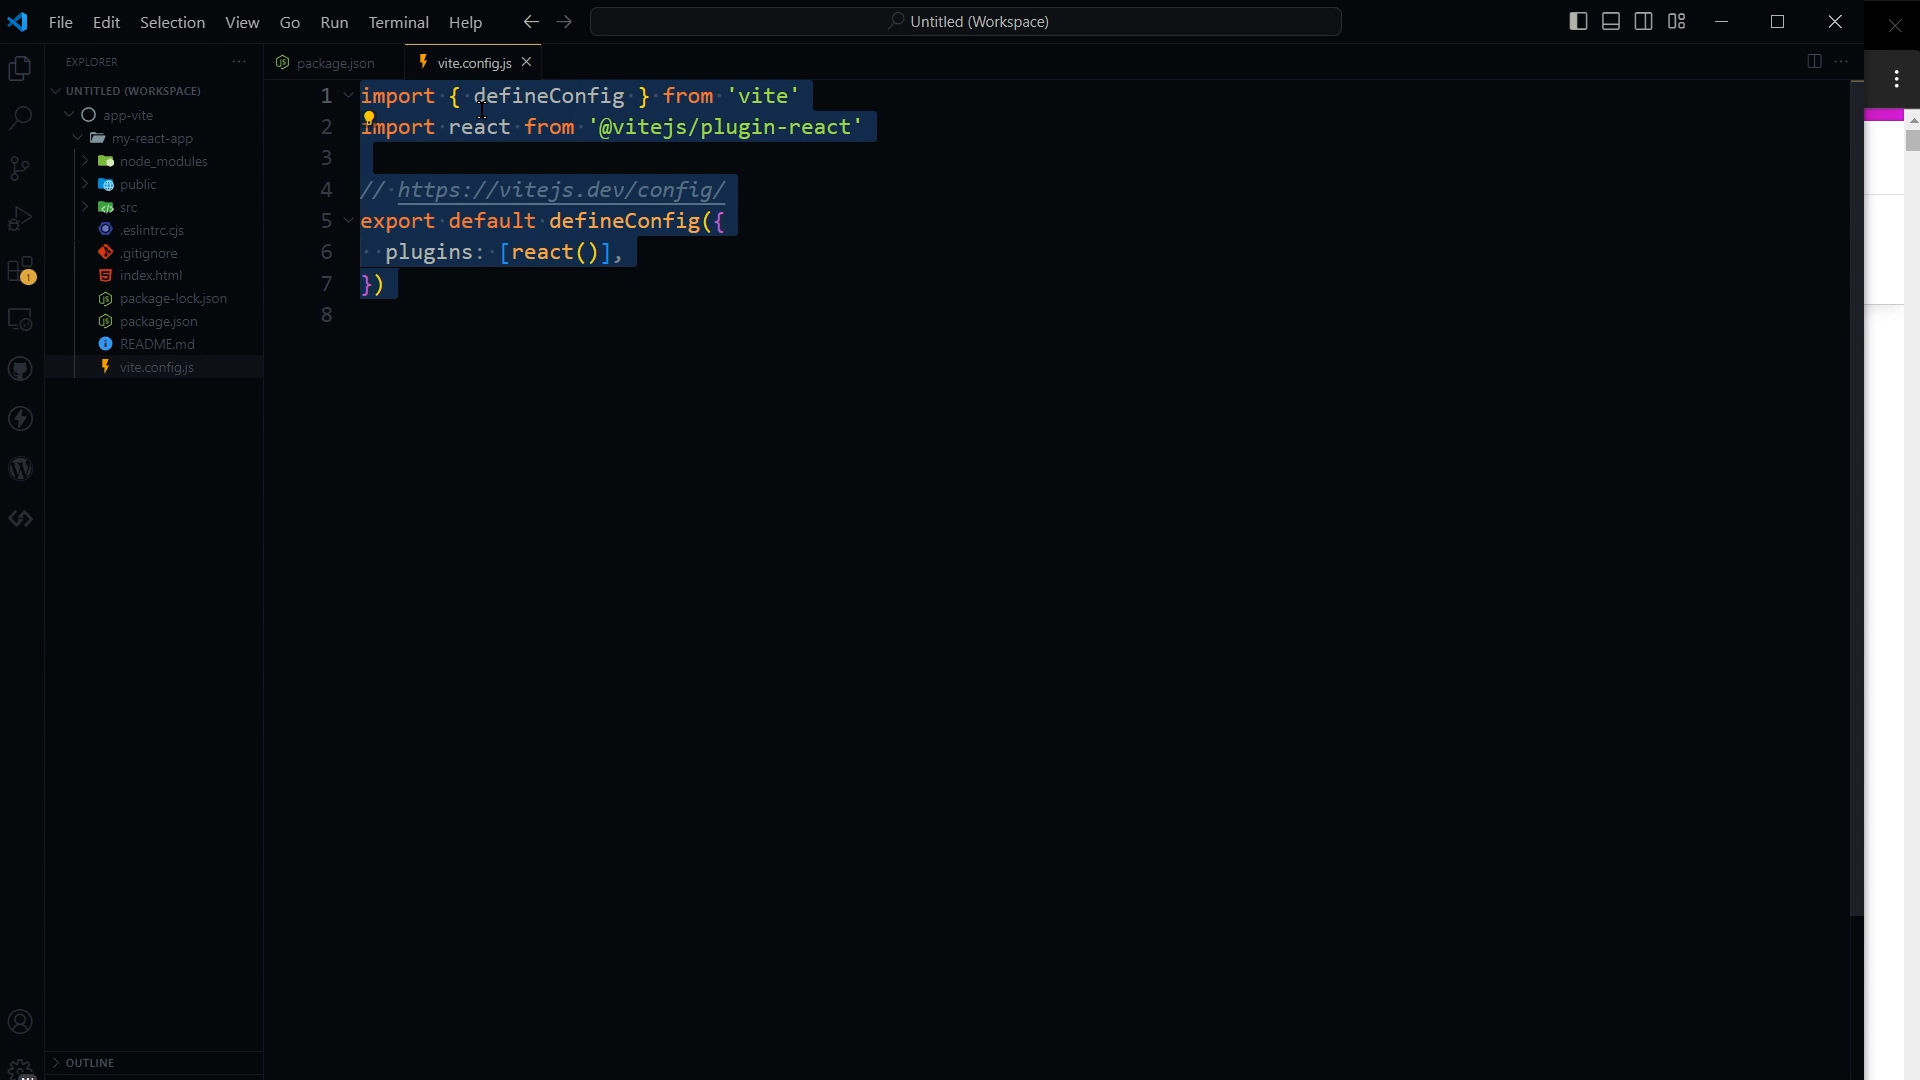 File Edit Selection View Go Run Terminal Help Untitled (Workspace)
EXPLORER
UNTITLED (WORKSPACE)
app-vite
my-react-app
node_modules
public
src
.eslintrc.cjs
.gitignore
index.html
package-lock.json
package.json
README.md
vite.config.js
OUTLINE
1
package.json vite.config.js
1 import { defineConfig } from 'vite'
2 import react from '@vitejs/plugin-react'
3
4 // https://vitejs.dev/config/
5 export default defineConfig({
6 plugins: [react()],
7 })
8